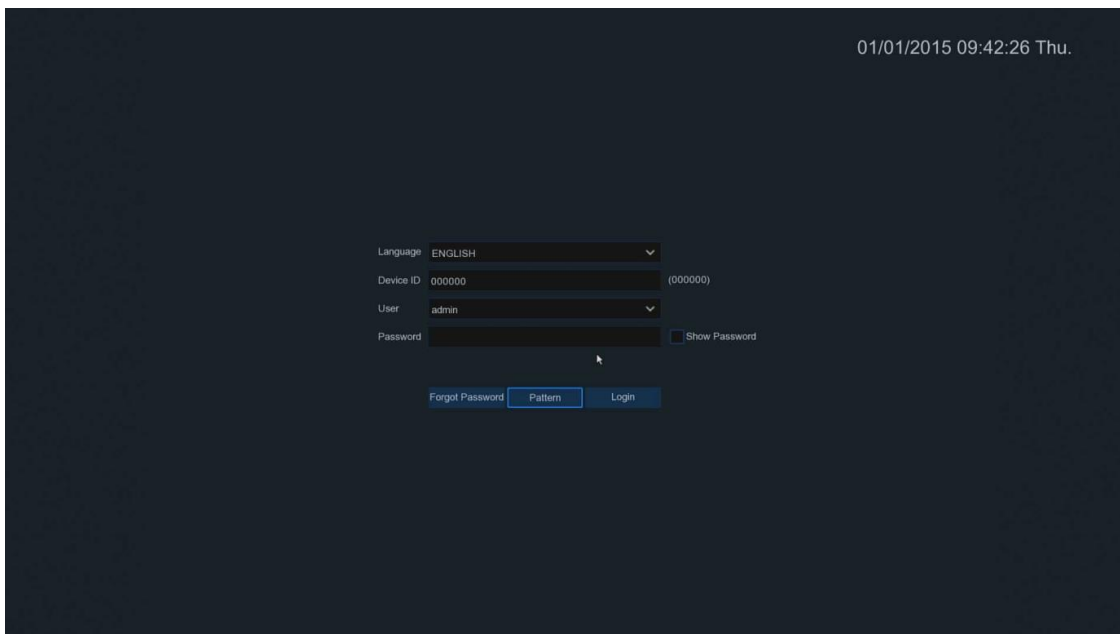 01/01/2015 09:42:26 Thu.
Language ENGLISH
Device ID 000000 (000000)
User admin
Password Show Password
Forgot Password Pattern Login